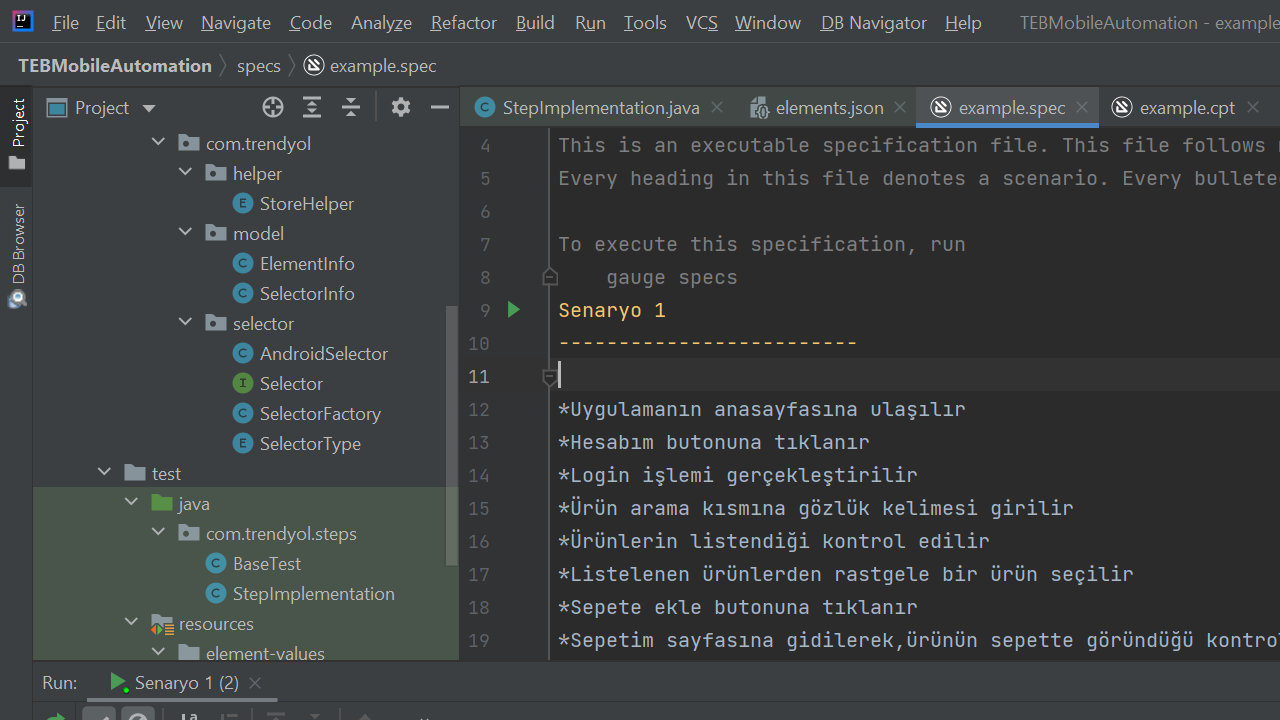 File Edit View Navigate Code Analyze Refactor Build Run Tools VCS Window DB Navigator Help TEBMobileAutomation - example
TEBMobileAutomation specs example.spec
Project
DB Browser
Project
com.trendyol
helper
StoreHelper
model
ElementInfo
SelectorInfo
selector
AndroidSelector
Selector
SelectorFactory
SelectorType
test
java
com.trendyol.steps
BaseTest
StepImplementation
resources
element-values
StepImplementation.java elements.json example.spec example.cpt
4 This is an executable specification file. This file follows
5 Every heading in this file denotes a scenario. Every bullete
6
7 To execute this specification, run
8 gauge specs
9 Senaryo 1
10 -------------------------
11
12 *Uygulamanın anasayfasına ulaşılır
13 *Hesabım butonuna tıklanır
14 *Login işlemi gerçekleştirilir
15 *Ürün arama kısmına gözlük kelimesi girilir
16 *Ürünlerin listendiği kontrol edilir
17 *Listelenen ürünlerden rastgele bir ürün seçilir
18 *Sepete ekle butonuna tıklanır
19 *Sepetim sayfasına gidilerek,ürünün sepette göründüğü kontrol
Run: Senaryo 1 (2)